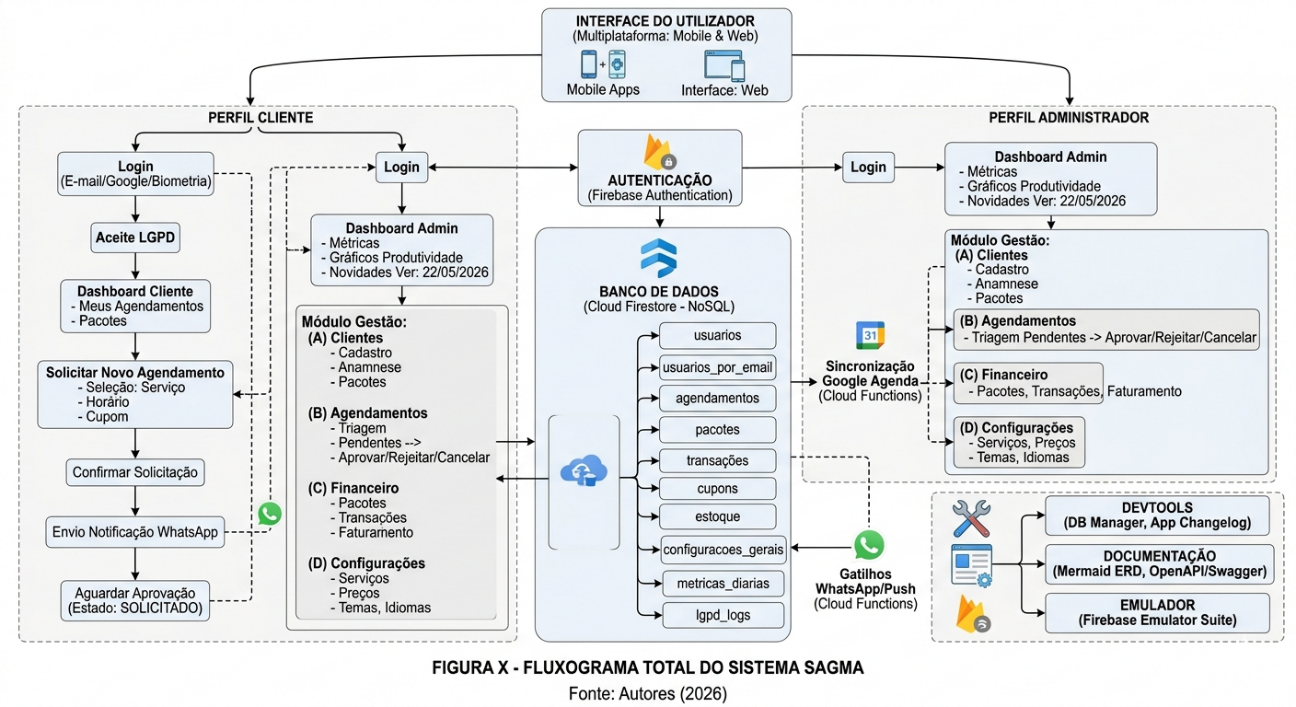 INTERFACE DO UTILIZADOR
(Multiplataforma: Mobile & Web)
Mobile Apps
Interface: Web
PERFIL CLIENTE
Login
(E-mail/Google/Biometria)
Aceite LGPD
Dashboard Cliente
- Meus Agendamentos
- Pacotes
Solicitar Novo Agendamento
- Seleção: Serviço
- Horário
- Cupom
Confirmar Solicitação
Envio Notificação WhatsApp
Aguardar Aprovação
(Estado: SOLICITADO)
Login
Dashboard Admin
- Métricas
- Gráficos Produtividade
- Novidades Ver: 22/05/2026
Módulo Gestão:
(A) Clientes
- Cadastro
- Anamnese
- Pacotes
(B) Agendamentos
- Triagem
- Pendentes -->
- Aprovar/Rejeitar/Cancelar
(C) Financeiro
- Pacotes
- Transações
- Faturamento
(D) Configurações
- Serviços
- Preços
- Temas, Idiomas
AUTENTICAÇÃO
(Firebase Authentication)
BANCO DE DADOS
(Cloud Firestore - NoSQL)
usuarios
usuarios_por_email
agendamentos
pacotes
transações
cupons
estoque
configuracoes_gerais
metricas_diarias
lgpd_logs
31
Sincronização
Google Agenda
(Cloud Functions)
Gatilhos
WhatsApp/Push
(Cloud Functions)
PERFIL ADMINISTRADOR
Login
Dashboard Admin
- Métricas
- Gráficos Produtividade
- Novidades Ver: 22/05/2026
Módulo Gestão:
(A) Clientes
- Cadastro
- Anamnese
- Pacotes
(B) Agendamentos
- Triagem Pendentes -> Aprovar/Rejeitar/Cancelar
(C) Financeiro
- Pacotes, Transações, Faturamento
(D) Configurações
- Serviços, Preços
- Temas, Idiomas
DEVTOOLS
(DB Manager, App Changelog)
DOCUMENTAÇÃO
(Mermaid ERD, OpenAPI/Swagger)
EMULADOR
(Firebase Emulator Suite)
FIGURA X - FLUXOGRAMA TOTAL DO SISTEMA SAGMA
Fonte: Autores (2026)